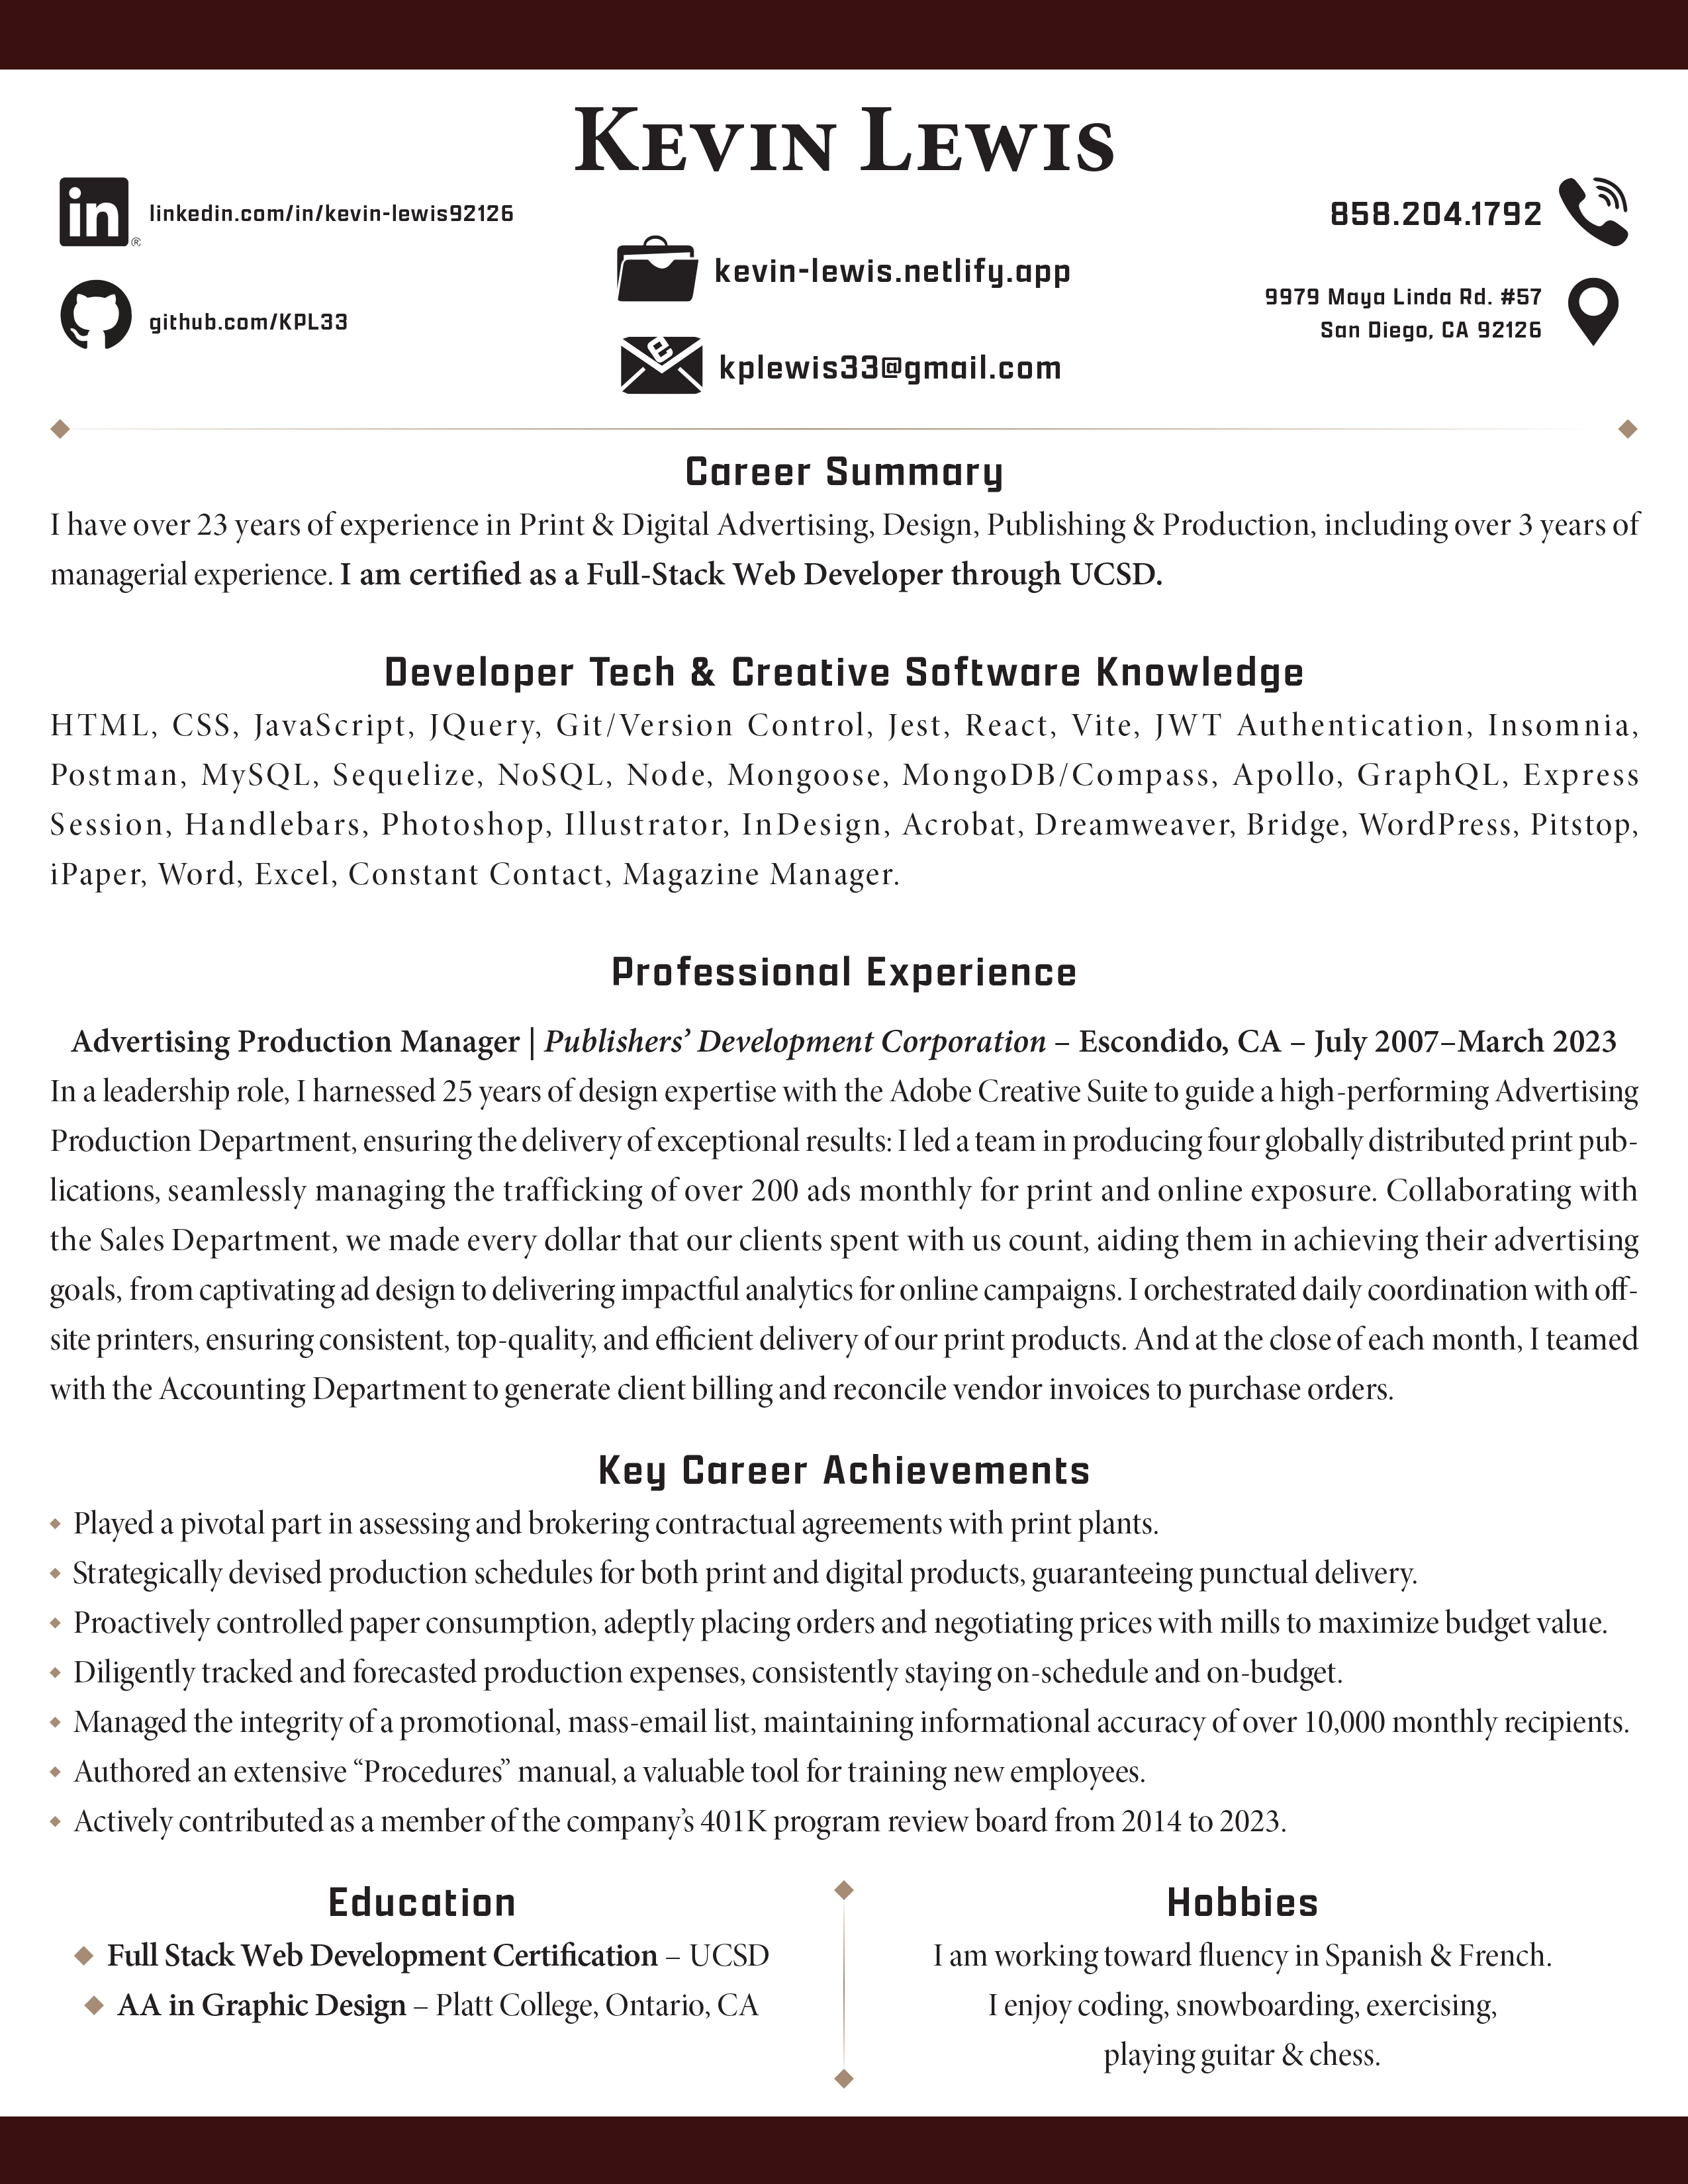 Kevin Lewis
in
®
linkedin.com/in/kevin-lewis92126
858.204.1792
kevin-lewis.netlify.app
github.com/KPL33
9979 Maya Linda Rd. #57
San Diego, CA 92126
e
kplewis33@gmail.com
Career Summary
I have over 23 years of experience in Print & Digital Advertising, Design, Publishing & Production, including over 3 years of
managerial experience. I am certified as a Full-Stack Web Developer through UCSD.
Developer Tech & Creative Software Knowledge
HTML, CSS, JavaScript, JQuery, Git/Version Control, Jest, React, Vite, JWT Authentication, Insomnia,
Postman, MySQL, Sequelize, NoSQL, Node, Mongoose, MongoDB/Compass, Apollo, GraphQL, Express
Session, Handlebars, Photoshop, Illustrator, InDesign, Acrobat, Dreamweaver, Bridge, WordPress, Pitstop,
iPaper, Word, Excel, Constant Contact, Magazine Manager.
Professional Experience
Advertising Production Manager | Publishers’ Development Corporation – Escondido, CA – July 2007–March 2023
In a leadership role, I harnessed 25 years of design expertise with the Adobe Creative Suite to guide a high-performing Advertising
Production Department, ensuring the delivery of exceptional results: I led a team in producing four globally distributed print pub-
lications, seamlessly managing the trafficking of over 200 ads monthly for print and online exposure. Collaborating with
the Sales Department, we made every dollar that our clients spent with us count, aiding them in achieving their advertising
goals, from captivating ad design to delivering impactful analytics for online campaigns. I orchestrated daily coordination with off-
site printers, ensuring consistent, top-quality, and efficient delivery of our print products. And at the close of each month, I teamed
with the Accounting Department to generate client billing and reconcile vendor invoices to purchase orders.
Key Career Achievements
◆ Played a pivotal part in assessing and brokering contractual agreements with print plants.
◆ Strategically devised production schedules for both print and digital products, guaranteeing punctual delivery.
◆ Proactively controlled paper consumption, adeptly placing orders and negotiating prices with mills to maximize budget value.
◆ Diligently tracked and forecasted production expenses, consistently staying on-schedule and on-budget.
◆ Managed the integrity of a promotional, mass-email list, maintaining informational accuracy of over 10,000 monthly recipients.
◆ Authored an extensive “Procedures” manual, a valuable tool for training new employees.
◆ Actively contributed as a member of the company’s 401K program review board from 2014 to 2023.
Education
◆ Full Stack Web Development Certification – UCSD
◆ AA in Graphic Design – Platt College, Ontario, CA
Hobbies
I am working toward fluency in Spanish & French.
I enjoy coding, snowboarding, exercising,
playing guitar & chess.